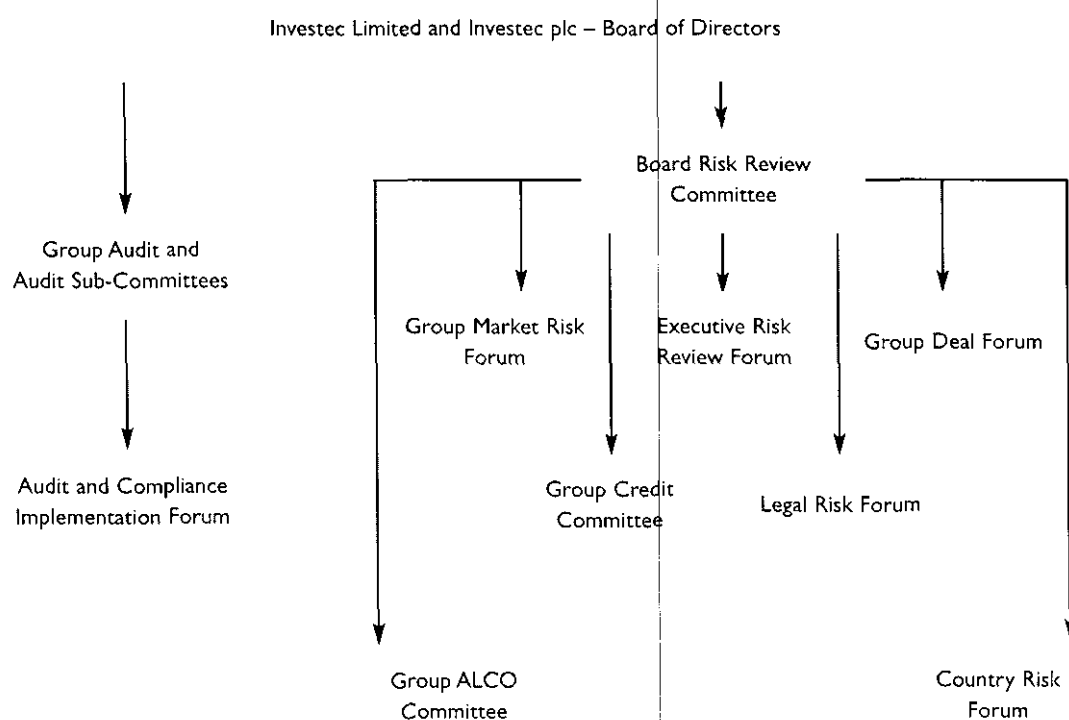 Investec Limited and Investec plc – Board of Directors
Board Risk Review
Committee
Group Audit and
Audit Sub-Committees
Group Market Risk
Forum
Executive Risk
Review Forum
Group Deal Forum
Audit and Compliance
Implementation Forum
Group Credit
Committee
Legal Risk Forum
Group ALCO
Committee
Country Risk
Forum